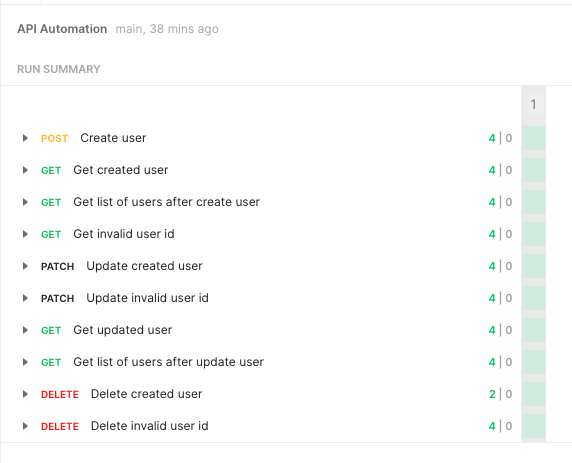 API Automation main, 38 mins ago
RUN SUMMARY
1
POST Create user 4 | 0
GET Get created user 4 | 0
GET Get list of users after create user 4 | 0
GET Get invalid user id 4 | 0
PATCH Update created user 4 | 0
PATCH Update invalid user id 4 | 0
GET Get updated user 4 | 0
GET Get list of users after update user 4 | 0
DELETE Delete created user 2 | 0
DELETE Delete invalid user id 4 | 0